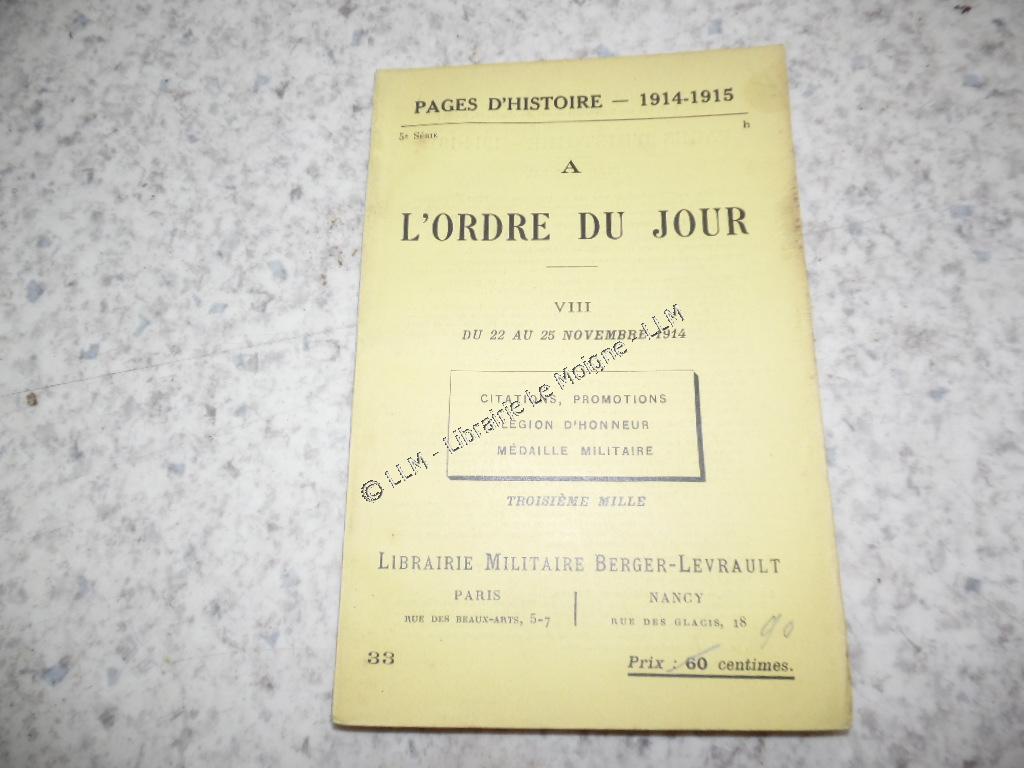 PAGES D'HISTOIRE — 1914-1915
5e SÉRIE h
A
L'ORDRE DU JOUR
VIII
DU 22 AU 25 NOVEMBRE 1914
CITATIONS, PROMOTIONS
LÉGION D'HONNEUR
MÉDAILLE MILITAIRE
© LLM - Librairie Le Moigne, LLM
TROISIÈME MILLE
LIBRAIRIE MILITAIRE BERGER-LEVRAULT
PARIS NANCY
RUE DES BEAUX-ARTS, 5-7 RUE DES GLACIS, 18
90
33 Prix : 60 centimes.